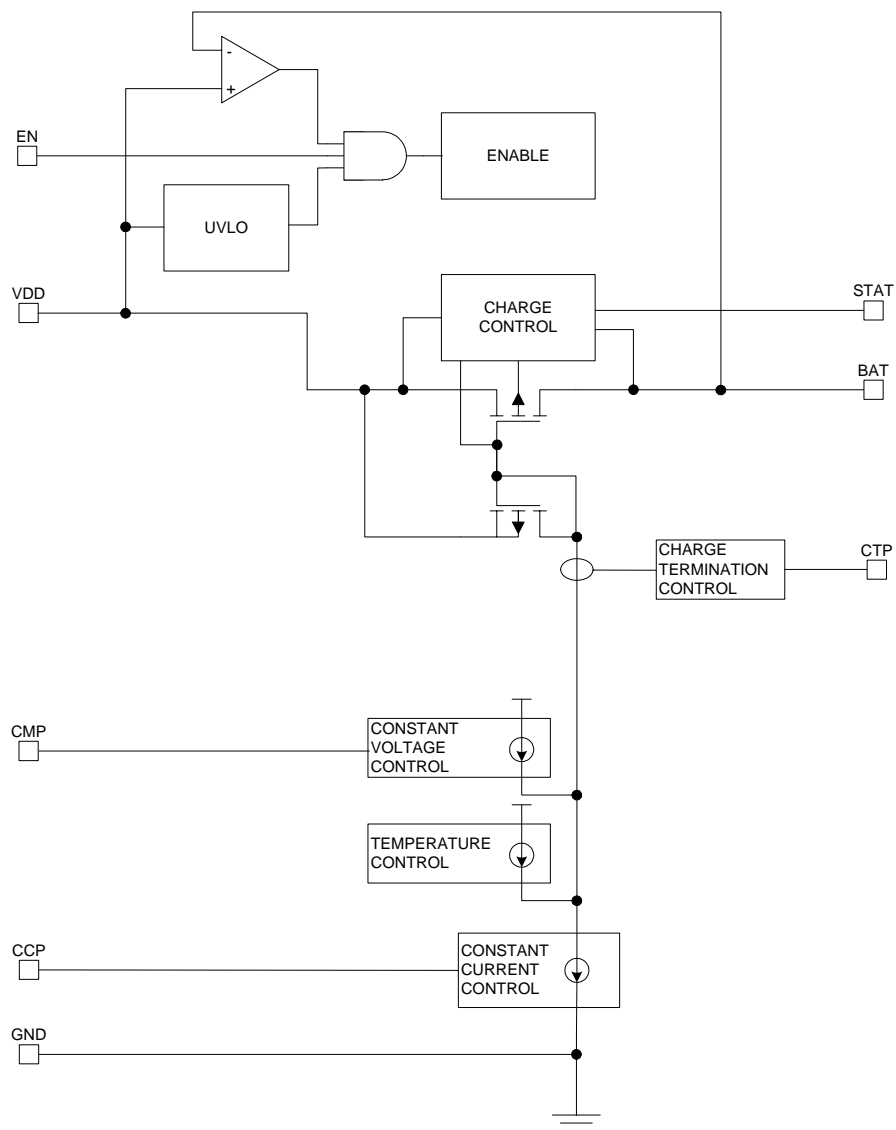 -
+
EN
ENABLE
UVLO
VDD
CHARGE
CONTROL
STAT
BAT
CHARGE
TERMINATION
CONTROL
CTP
CMP
CONSTANT
VOLTAGE
CONTROL
TEMPERATURE
CONTROL
CCP
CONSTANT
CURRENT
CONTROL
GND